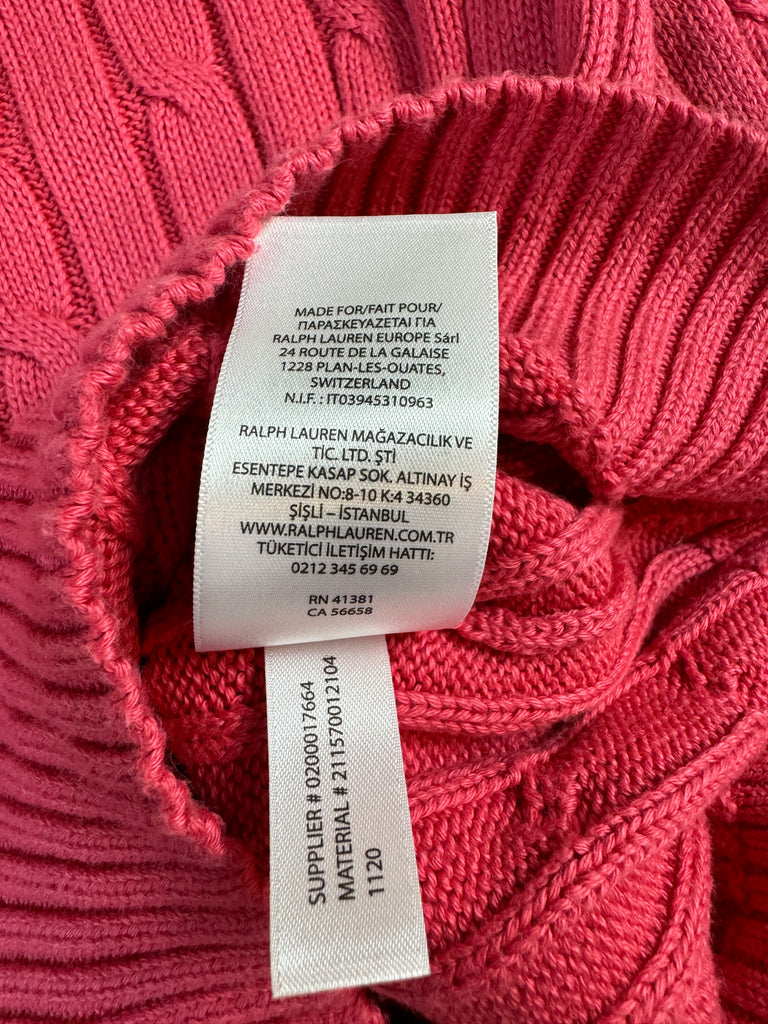 MADE FOR/FAIT POUR/
ΠΑΡΑΣΚΕΥΑΖΕΤΑΙ ΓΙΑ
RALPH LAUREN EUROPE Sárl
24 ROUTE DE LA GALAISE
1228 PLAN-LES-OUATES,
SWITZERLAND
N.I.F. : IT03945310963
RALPH LAUREN MAĞAZACILIK VE
TİC. LTD. ŞTİ
ESENTEPE KASAP SOK. ALTINAY İŞ
MERKEZİ NO:8-10 K:4 34360
ŞİŞLİ – İSTANBUL
WWW.RALPHLAUREN.COM.TR
TÜKETİCİ İLETİŞİM HATTI:
0212 345 69 69
RN 41381
CA 56658
SUPPLIER # 0200017664
MATERIAL # 211570012104
1120